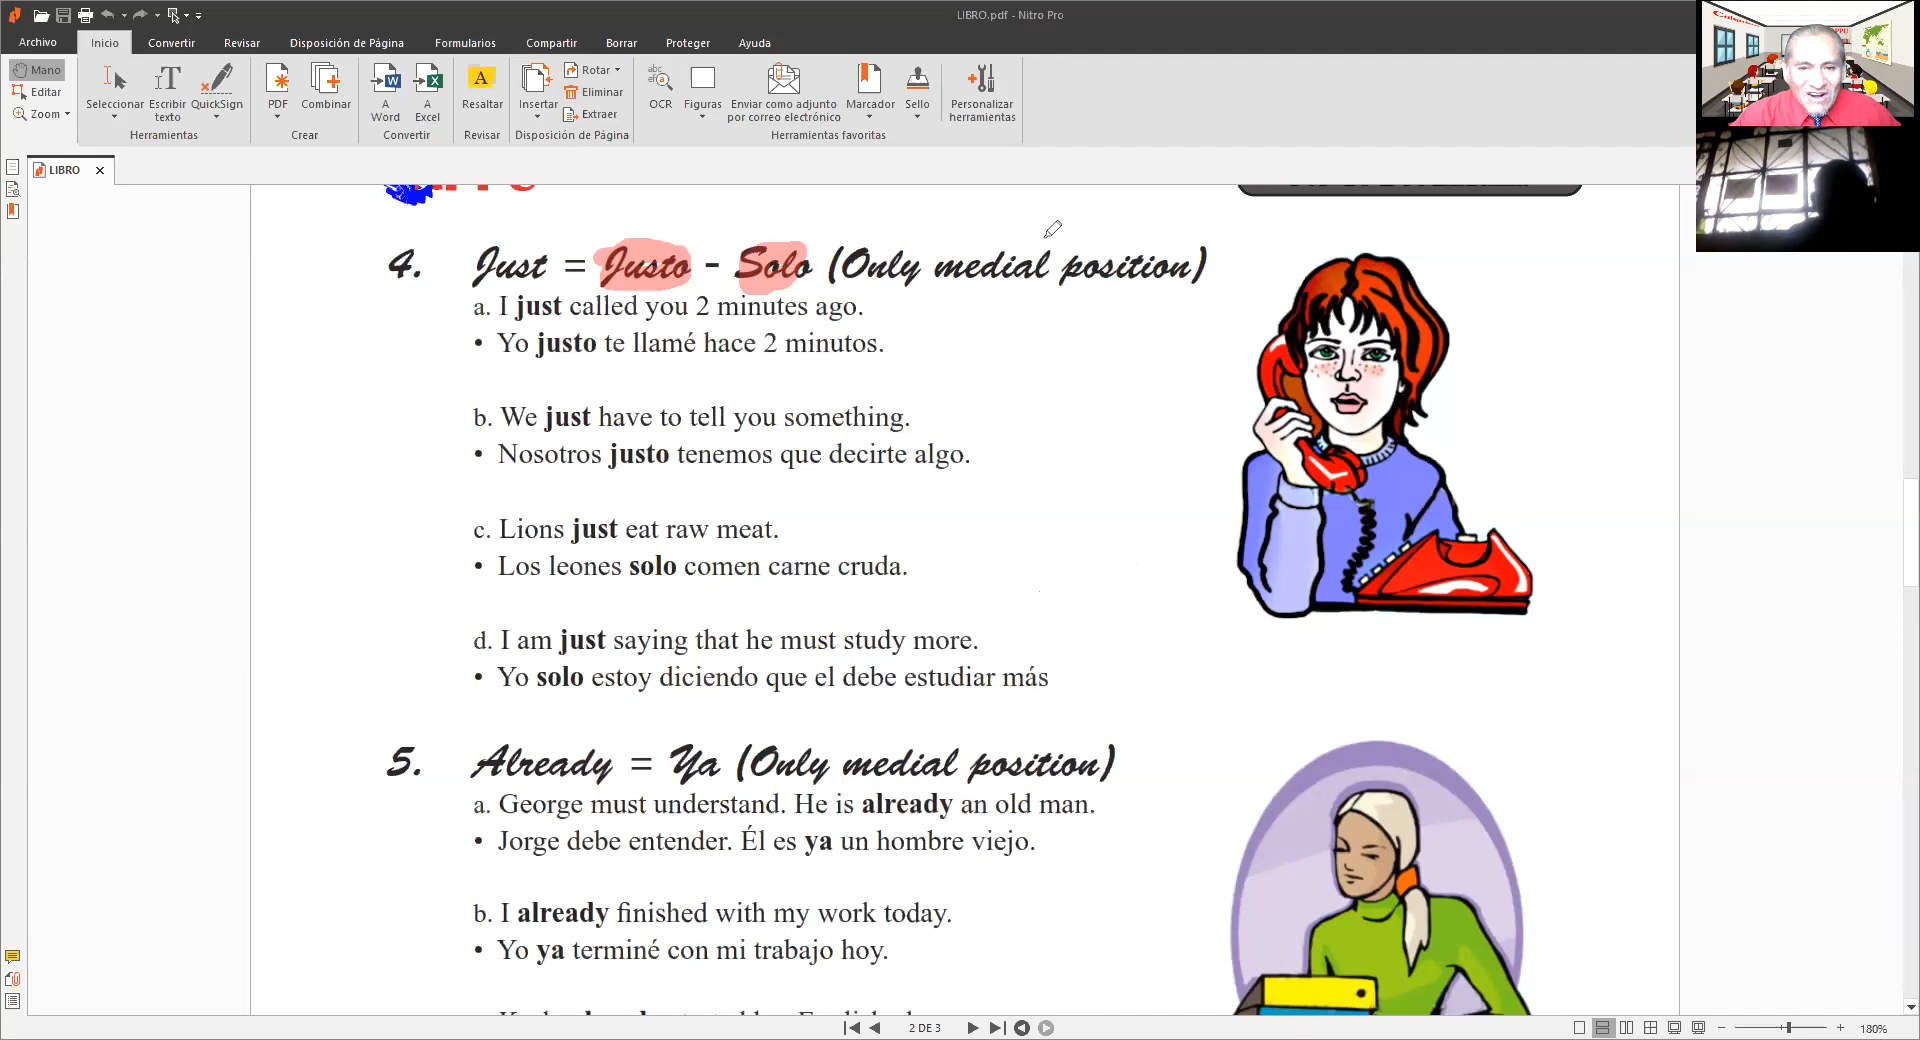 LIBRO.pdf - Nitro Pro
Archivo Inicio Convertir Revisar Disposición de Página Formularios Compartir Borrar Proteger Ayuda
Mano
Editar
Zoom
Seleccionar Escribir texto QuickSign
Herramientas
PDF Combinar
Crear
A Word A Excel
Convertir
Resaltar
Revisar
Insertar Rotar
Eliminar
Extraer
Disposición de Página
OCR Figuras Enviar como adjunto por correo electrónico Marcador Sello
Personalizar herramientas
Herramientas favoritas
LIBRO
4. Just = Justo - Solo (Only medial position)
a. I just called you 2 minutes ago.
• Yo justo te llamé hace 2 minutos.
b. We just have to tell you something.
• Nosotros justo tenemos que decirte algo.
c. Lions just eat raw meat.
• Los leones solo comen carne cruda.
d. I am just saying that he must study more.
• Yo solo estoy diciendo que el debe estudiar más
5. Already = Ya (Only medial position)
a. George must understand. He is already an old man.
• Jorge debe entender. Él es ya un hombre viejo.
b. I already finished with my work today.
• Yo ya terminé con mi trabajo hoy.
2 DE 3
180%